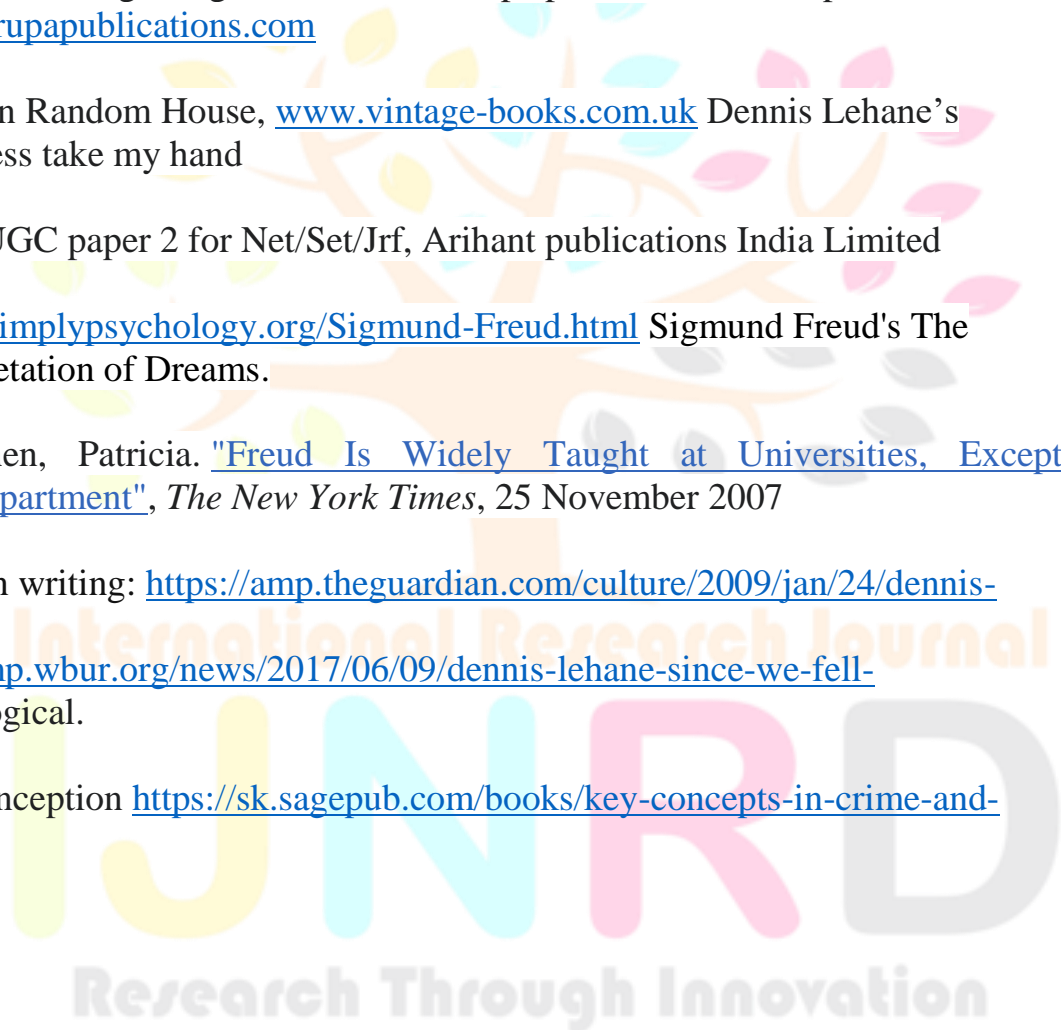 rupapublications.com
n Random House, www.vintage-books.com.uk Dennis Lehane’s
ess take my hand
UGC paper 2 for Net/Set/Jrf, Arihant publications India Limited
implypsychology.org/Sigmund-Freud.html Sigmund Freud's The
etation of Dreams.
en, Patricia. "Freud Is Widely Taught at Universities, Except
partment", The New York Times, 25 November 2007
n writing: https://amp.theguardian.com/culture/2009/jan/24/dennis-
International Research Journal
p.wbur.org/news/2017/06/09/dennis-lehane-since-we-fell-
ogical.
nception https://sk.sagepub.com/books/key-concepts-in-crime-and-
IJNRD
Research Through Innovation